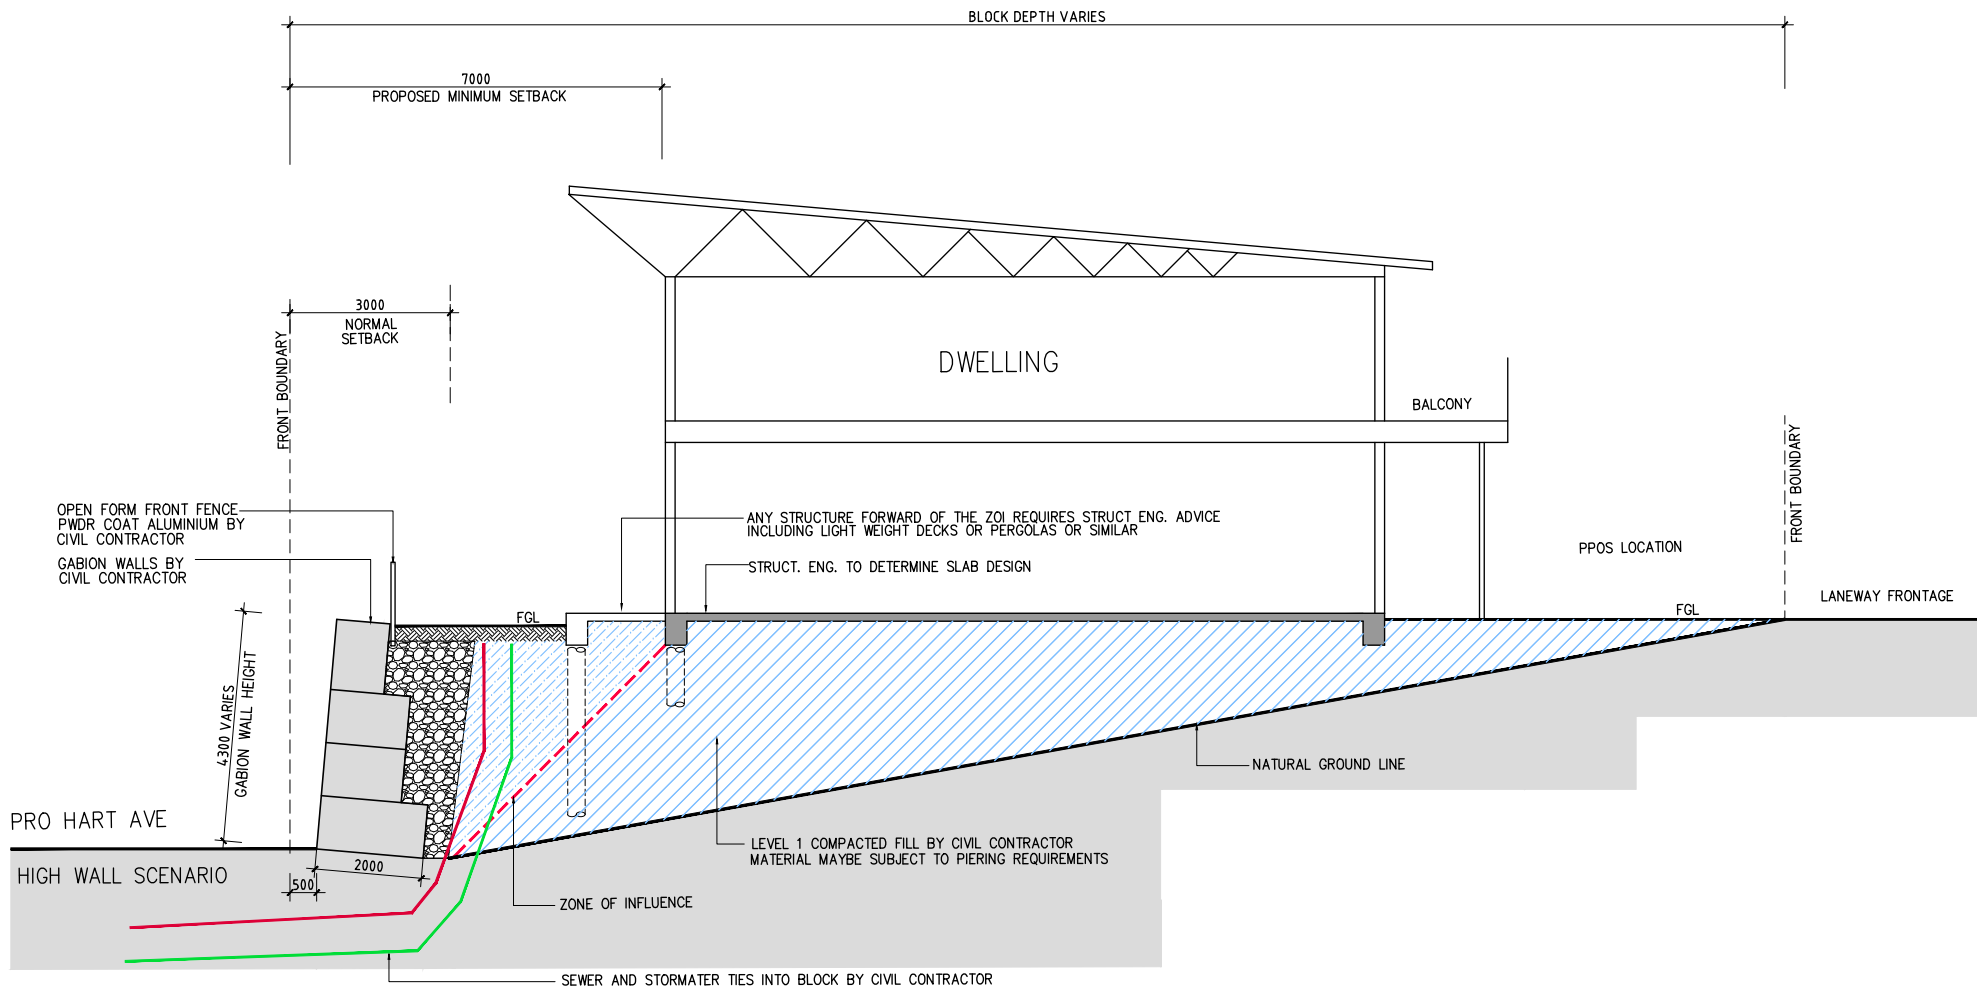 BLOCK DEPTH VARIES
7000
PROPOSED MINIMUM SETBACK
3000
NORMAL
SETBACK
FRONT BOUNDARY
DWELLING
BALCONY
FRONT BOUNDARY
OPEN FORM FRONT FENCE
PWDR COAT ALUMINIUM BY
CIVIL CONTRACTOR
GABION WALLS BY
CIVIL CONTRACTOR
ANY STRUCTURE FORWARD OF THE ZOI REQUIRES STRUCT ENG. ADVICE
INCLUDING LIGHT WEIGHT DECKS OR PERGOLAS OR SIMILAR
STRUCT. ENG. TO DETERMINE SLAB DESIGN
PPOS LOCATION
FGL
FGL
LANEWAY FRONTAGE
4300 VARIES
GABION WALL HEIGHT
NATURAL GROUND LINE
PRO HART AVE
HIGH WALL SCENARIO
LEVEL 1 COMPACTED FILL BY CIVIL CONTRACTOR
MATERIAL MAYBE SUBJECT TO PIERING REQUIREMENTS
2000
500
ZONE OF INFLUENCE
SEWER AND STORMATER TIES INTO BLOCK BY CIVIL CONTRACTOR